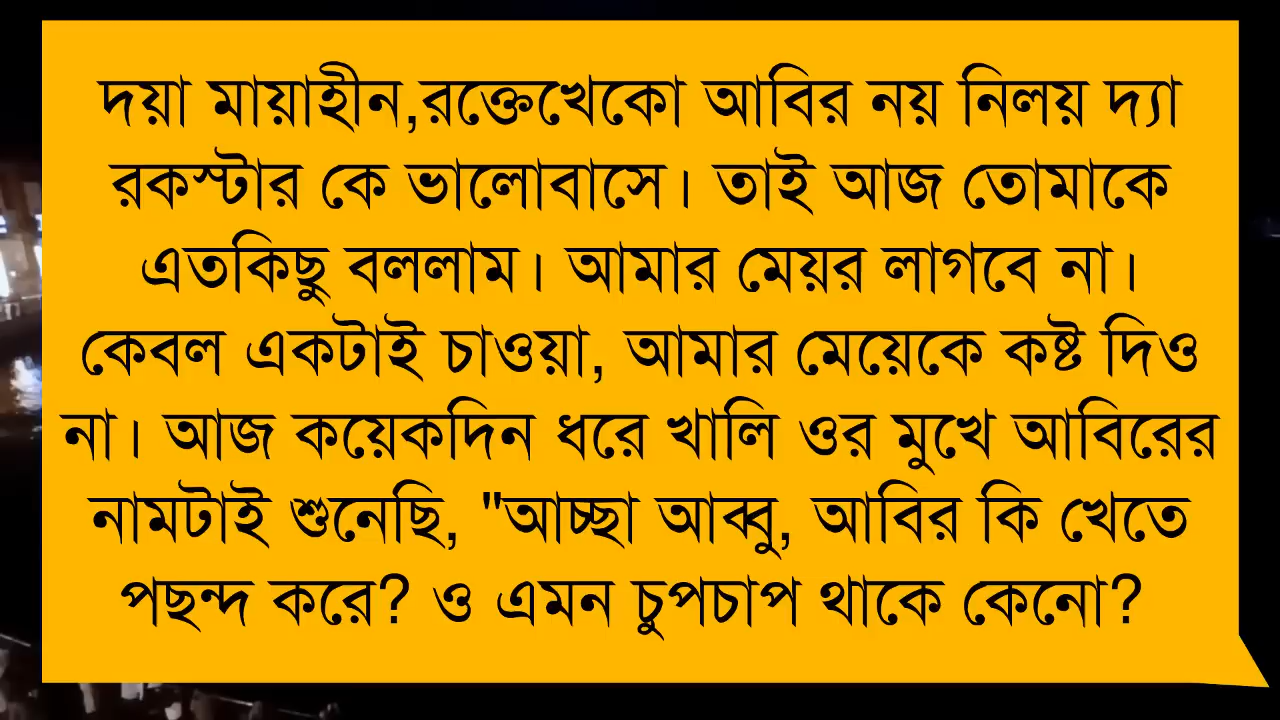 দয়া মায়াহীন,রক্তেখেকো আবির নয় নিলয় দ্যা
রকস্টার কে ভালোবাসে। তাই আজ তোমাকে
এতকিছু বললাম। আমার মেয়র লাগবে না।
কেবল একটাই চাওয়া, আমার মেয়েকে কষ্ট দিও
না। আজ কয়েকদিন ধরে খালি ওর মুখে আবিরের
নামটাই শুনেছি, "আচ্ছা আব্বু, আবির কি খেতে
পছন্দ করে? ও এমন চুপচাপ থাকে কেনো?